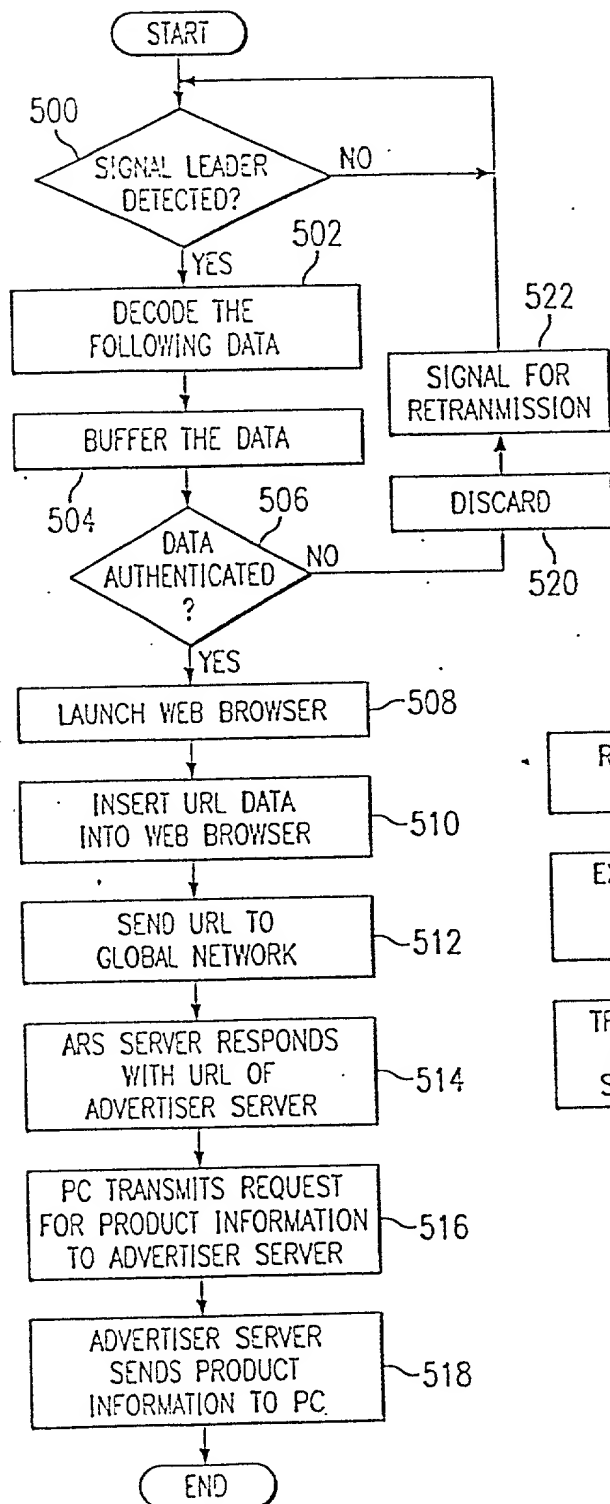 START
500
SIGNAL LEADER
DETECTED?
NO
YES
502
DECODE THE
FOLLOWING DATA
522
SIGNAL FOR
RETRANMISSION
BUFFER THE DATA
504
506
DISCARD
520
DATA
AUTHENTICATED
?
NO
YES
LAUNCH WEB BROWSER
508
INSERT URL DATA
INTO WEB BROWSER
510
SEND URL TO
GLOBAL NETWORK
512
ARS SERVER RESPONDS
WITH URL OF
ADVERTISER SERVER
514
PC TRANSMITS REQUEST
FOR PRODUCT INFORMATION
TO ADVERTISER SERVER
516
ADVERTISER SERVER
SENDS PRODUCT
INFORMATION TO PC
518
END